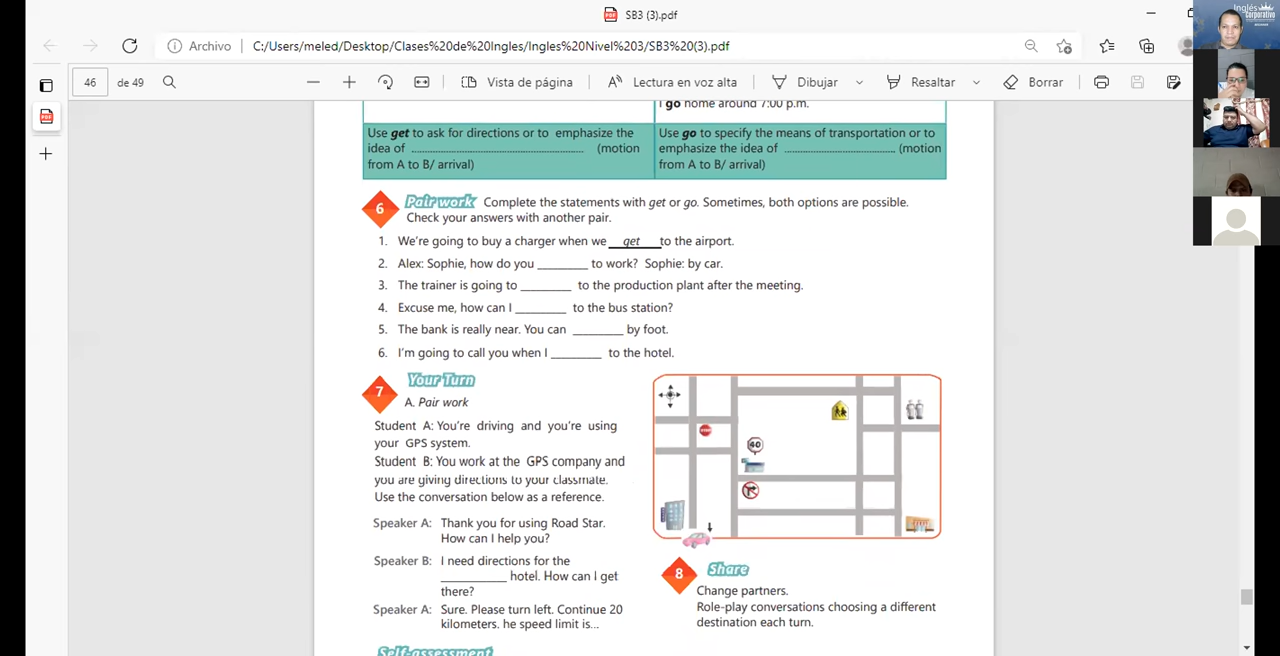 SB3 (3).pdf
Archivo
C:/Users/meled/Desktop/Clases%20de%20Ingles/Ingles%20Nivel%203/SB3%20(3).pdf
Inglés
Corporativo
46 de 49
Vista de página
Lectura en voz alta
Dibujar
Resaltar
Borrar
I go home around 7:00 p.m.
Use get to ask for directions or to emphasize the
idea of ............................................. (motion
from A to B/ arrival)
Use go to specify the means of transportation or to
emphasize the idea of ............................. (motion
from A to B/ arrival)
6 Pair work Complete the statements with get or go. Sometimes, both options are possible.
Check your answers with another pair.
1. We're going to buy a charger when we __get__ to the airport.
2. Alex: Sophie, how do you ________ to work? Sophie: by car.
3. The trainer is going to ________ to the production plant after the meeting.
4. Excuse me, how can I ________ to the bus station?
5. The bank is really near. You can ________ by foot.
6. I'm going to call you when I ________ to the hotel.
7 Your Turn
A. Pair work
Student A: You're driving and you're using
your GPS system.
Student B: You work at the GPS company and
you are giving directions to your classmate.
Use the conversation below as a reference.
Speaker A: Thank you for using Road Star.
How can I help you?
Speaker B: I need directions for the
__________ hotel. How can I get
there?
Speaker A: Sure. Please turn left. Continue 20
kilometers. he speed limit is...
STOP
40
8 Share
Change partners.
Role-play conversations choosing a different
destination each turn.
Self-assessment